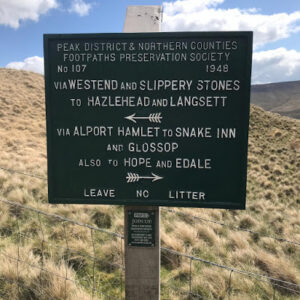 PEAK DISTRICT & NORTHERN COUNTIES
FOOTPATHS PRESERVATION SOCIETY
No 107 1948
VIA WESTEND AND SLIPPERY STONES
TO HAZLEHEAD AND LANGSETT
VIA ALPORT HAMLET TO SNAKE INN
AND GLOSSOP
ALSO TO HOPE AND EDALE
LEAVE NO LITTER